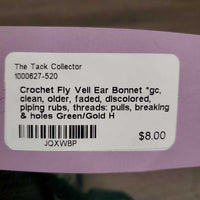 The Tack Collector
1000627-520
Crochet Fly Veil Ear Bonnet *gc,
clean, older, faded, discolored,
piping rubs, threads: pulls, breaking
& holes Green/Gold H
JQXWBP
$8.00